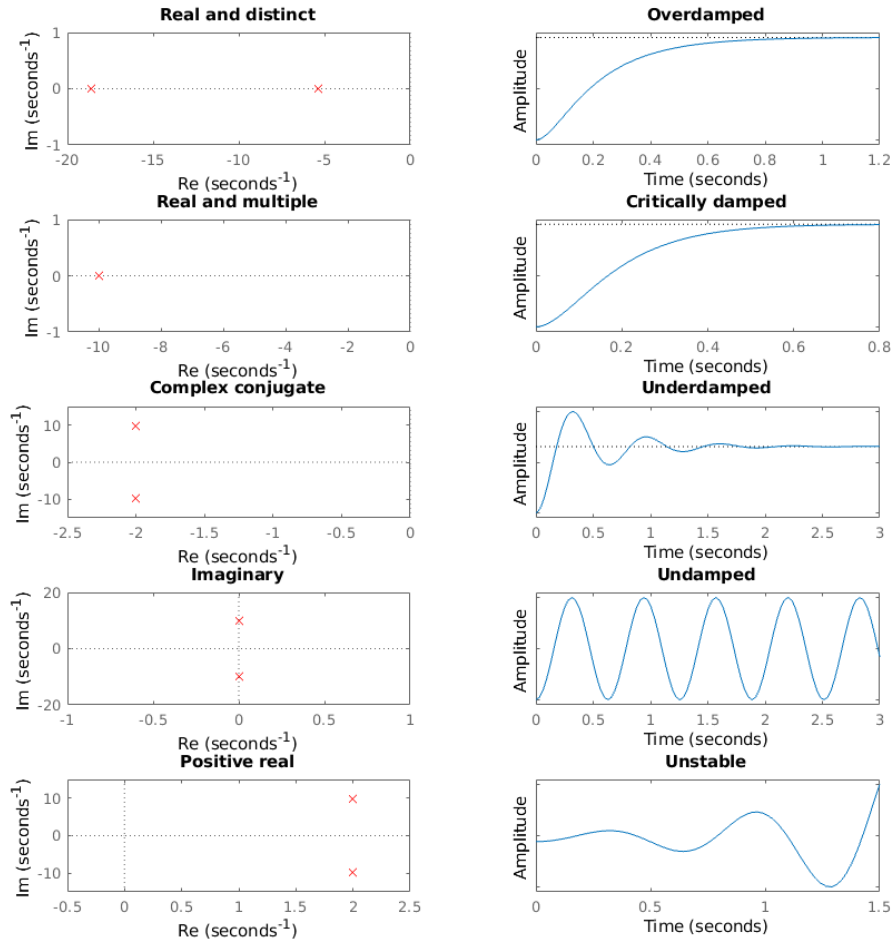 Real and distinct
1
0
-1
Im (seconds-1)
-20 -15 -10 -5 0
Re (seconds-1)
Overdamped
Amplitude
0 0.2 0.4 0.6 0.8 1 1.2
Time (seconds)
Real and multiple
1
0
-1
Im (seconds-1)
-10 -8 -6 -4 -2 0
Re (seconds-1)
Critically damped
Amplitude
0 0.2 0.4 0.6 0.8
Time (seconds)
Complex conjugate
10
0
-10
Im (seconds-1)
-2.5 -2 -1.5 -1 -0.5 0
Re (seconds-1)
Underdamped
Amplitude
0 0.5 1 1.5 2 2.5 3
Time (seconds)
Imaginary
20
0
-20
Im (seconds-1)
-1 -0.5 0 0.5 1
Re (seconds-1)
Undamped
Amplitude
0 0.5 1 1.5 2 2.5 3
Time (seconds)
Positive real
10
0
-10
Im (seconds-1)
-0.5 0 0.5 1 1.5 2 2.5
Re (seconds-1)
Unstable
Amplitude
0 0.5 1 1.5
Time (seconds)